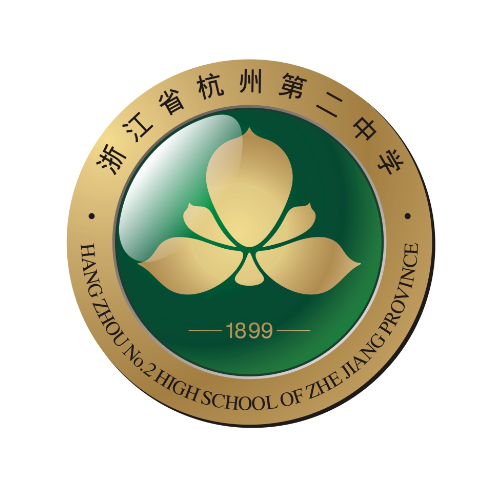 浙江省杭州第二中学
1899
HANG ZHOU No.2 HIGH SCHOOL OF ZHE JIANG PROVINCE